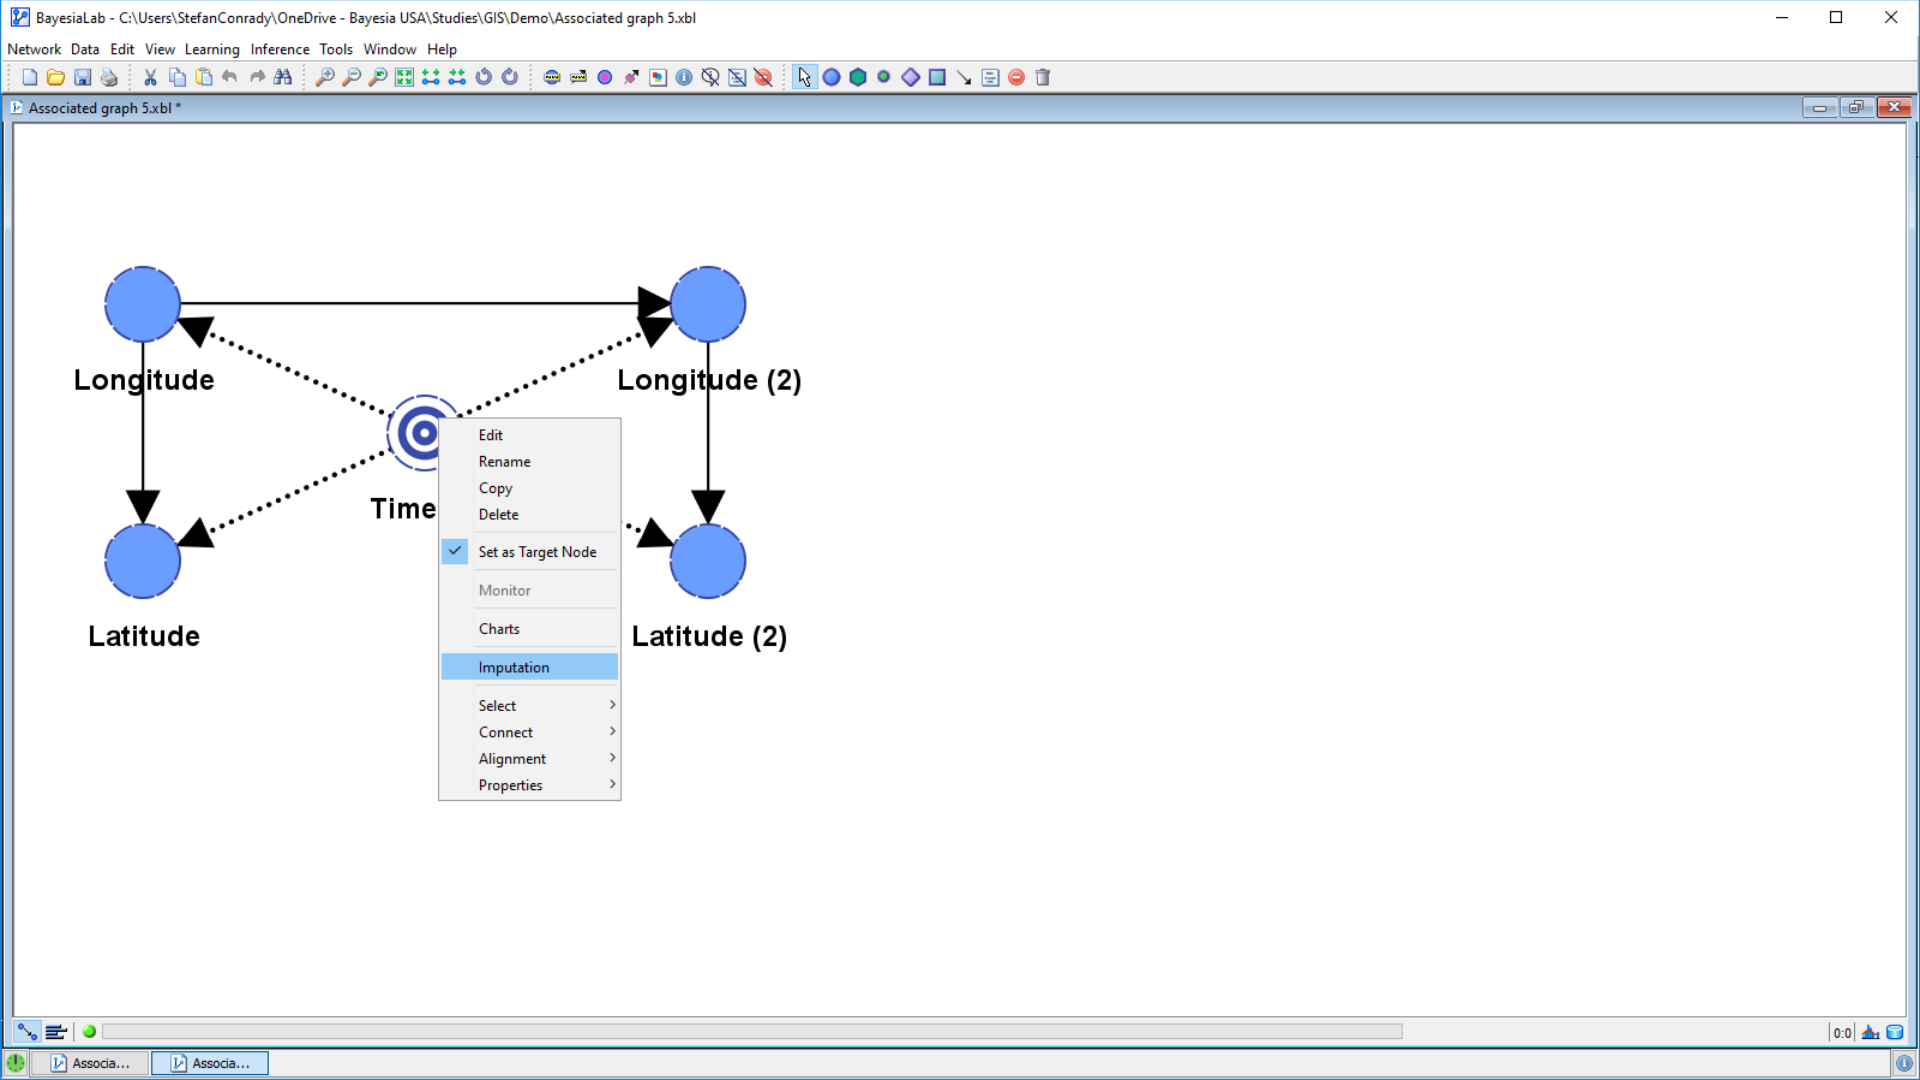 BayesiaLab - C:\Users\StefanConrady\OneDrive - Bayesia USA\Studies\GIS\Demo\Associated graph 5.xbl
Network Data Edit View Learning Inference Tools Window Help
Associated graph 5.xbl *
Longitude
Longitude (2)
Time
Latitude
Latitude (2)
Edit
Rename
Copy
Delete
Set as Target Node
Monitor
Charts
Imputation
Select
Connect
Alignment
Properties
0:0
Associa...
Associa...